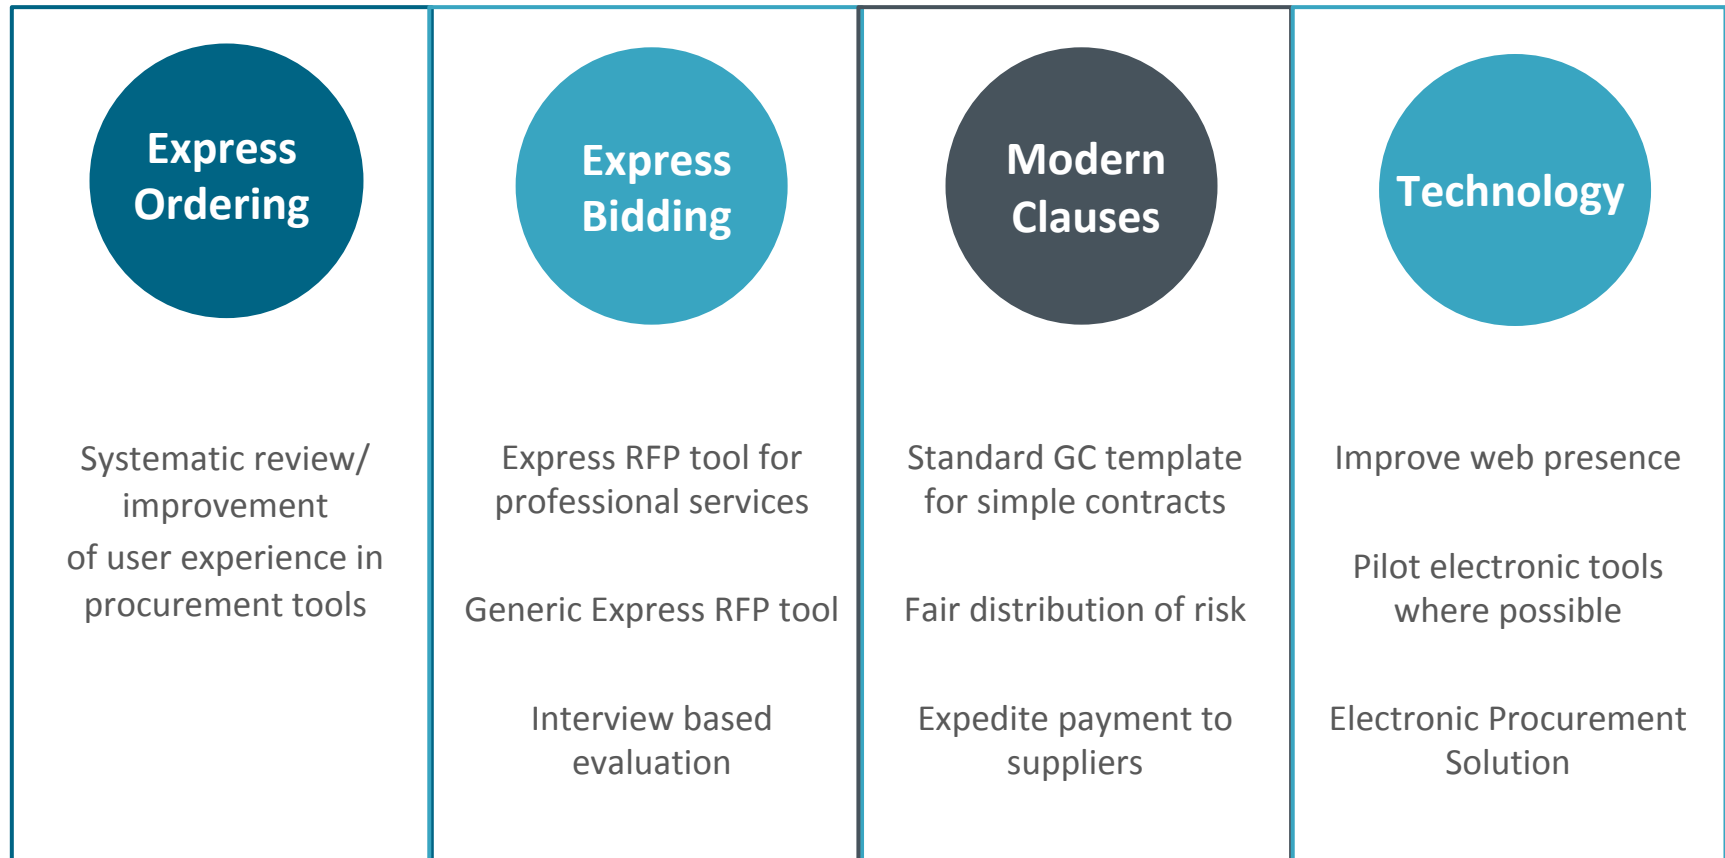 Express
Ordering
Systematic review/
improvement
of user experience in
procurement tools
Express
Bidding
Express RFP tool for
professional services
Generic Express RFP tool
Interview based
evaluation
Modern
Clauses
Standard GC template
for simple contracts
Fair distribution of risk
Expedite payment to
suppliers
Technology
Improve web presence
Pilot electronic tools
where possible
Electronic Procurement
Solution